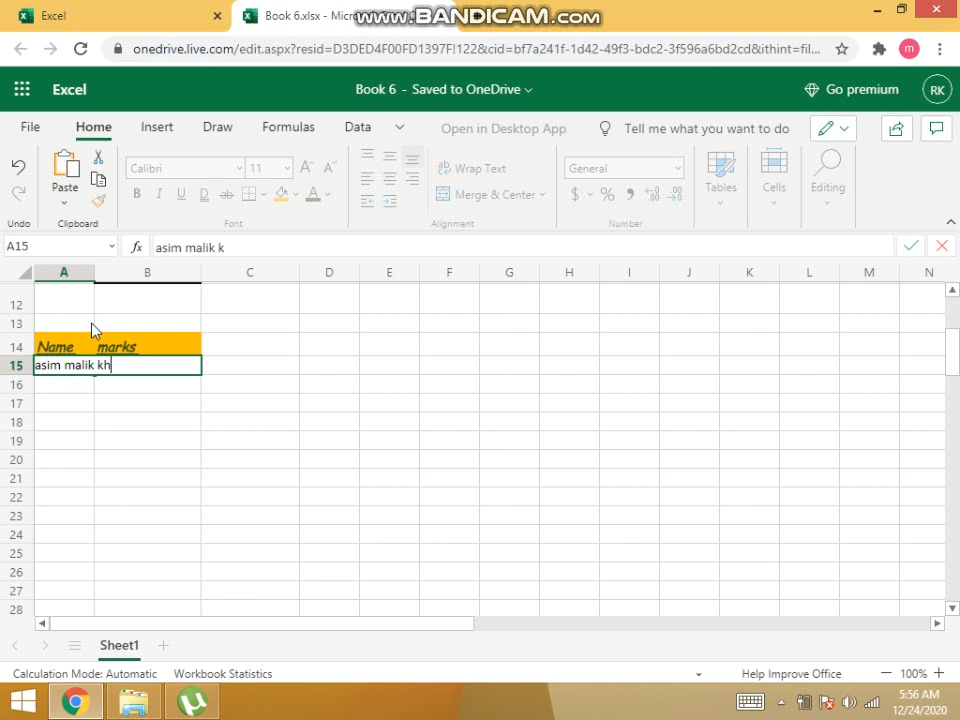 Excel
Book 6.xlsx - Micros
www.BANDICAM.com
onedrive.live.com/edit.aspx?resid=D3DED4F00FD1397F!122&cid=bf7a241f-1d42-49f3-bdc2-3f596a6bd2cd&ithint=fil...
m
Excel
Book 6 - Saved to OneDrive
Go premium
RK
File Home Insert Draw Formulas Data Open in Desktop App Tell me what you want to do
Calibri 11 Wrap Text General
Paste Merge & Center Tables Cells Editing
B I U D ab A $ % 9
Undo Clipboard Font Alignment Number
A15 fx asim malik k
A B C D E F G H I J K L M N
12
13
14 Name marks
15 asim malik kh
16
17
18
19
20
21
22
23
24
25
26
27
28
Sheet1
Calculation Mode: Automatic Workbook Statistics Help Improve Office 100%
5:56 AM
12/24/2020